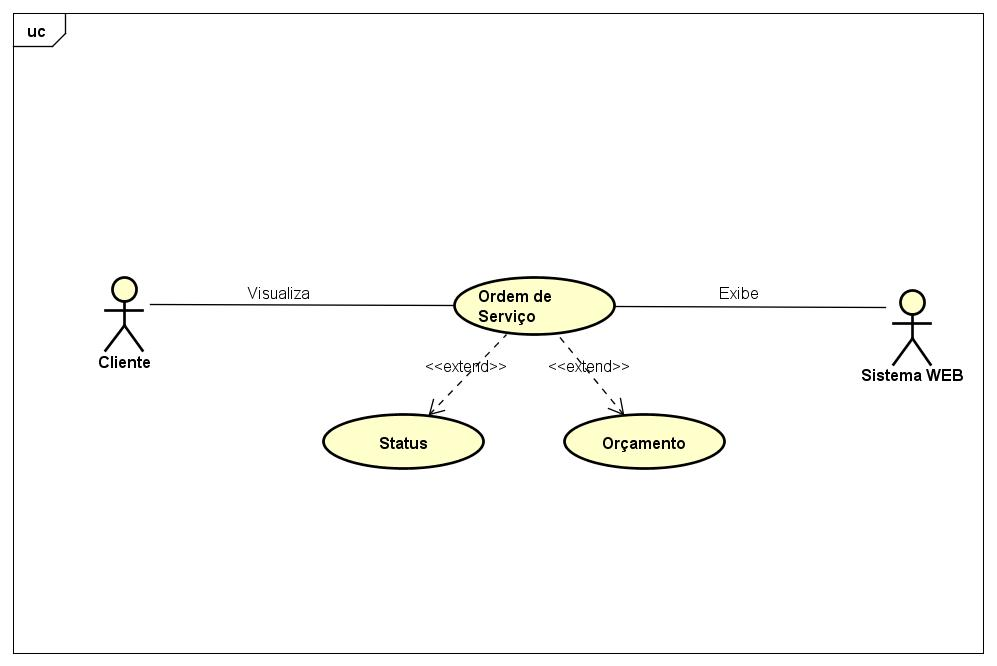 uc
Visualiza
Exibe
Ordem de
Serviço
Cliente
Sistema WEB
<<extend>>
<<extend>>
Status
Orçamento